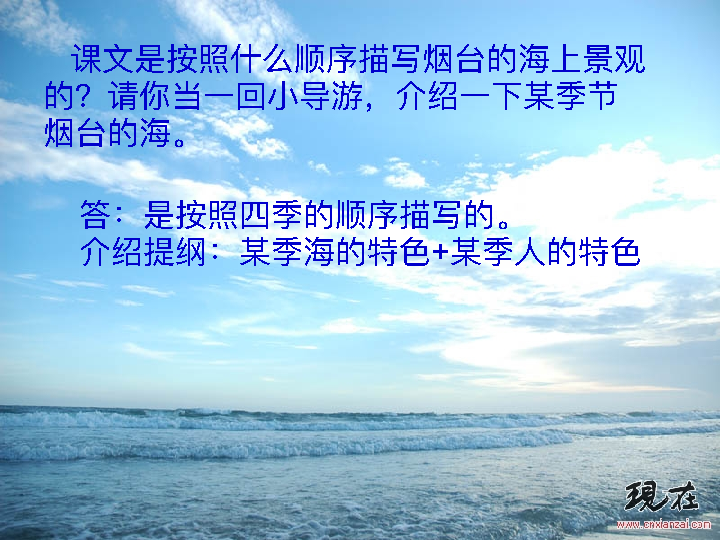 课文是按照什么顺序描写烟台的海上景观
的？请你当一回小导游，介绍一下某季节
烟台的海。
答：是按照四季的顺序描写的。
介绍提纲：某季海的特色+某季人的特色
現在
www.cnxianzai.com